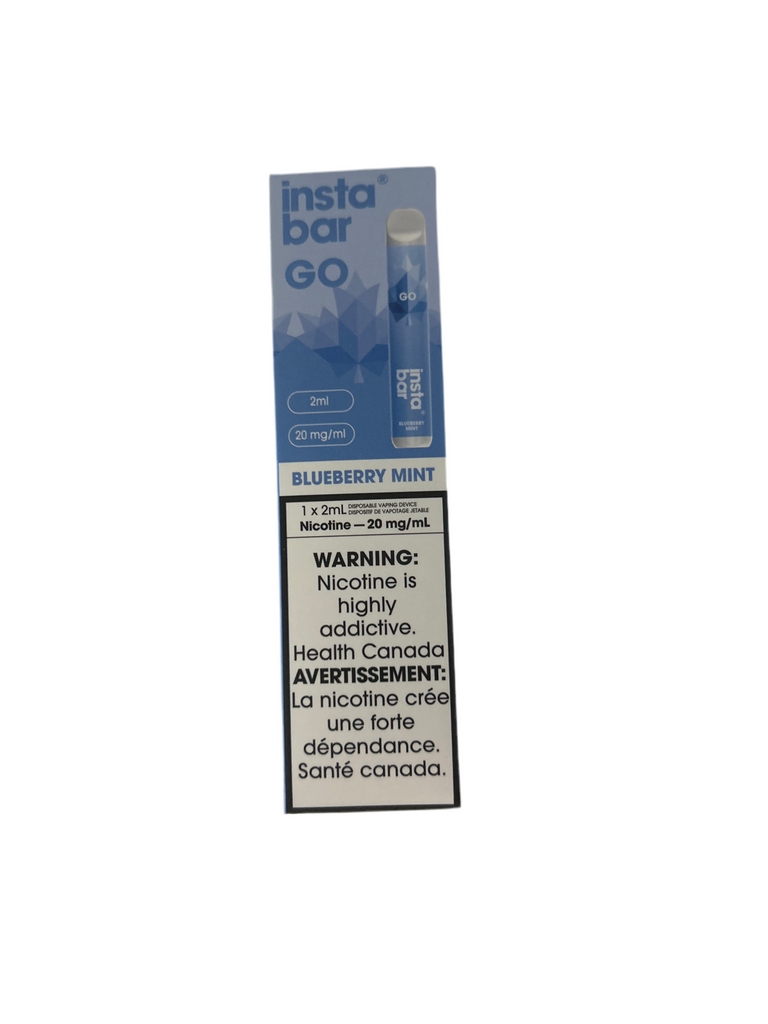 insta®
bar
GO
GO
insta®
bar
BLUEBERRY
MINT
2ml
20 mg/ml
BLUEBERRY MINT
1 x 2mL DISPOSABLE VAPING DEVICE
DISPOSITIF DE VAPOTAGE JETABLE
Nicotine — 20 mg/mL
WARNING:
Nicotine is
highly
addictive.
Health Canada
AVERTISSEMENT:
La nicotine crée
une forte
dépendance.
Santé canada.